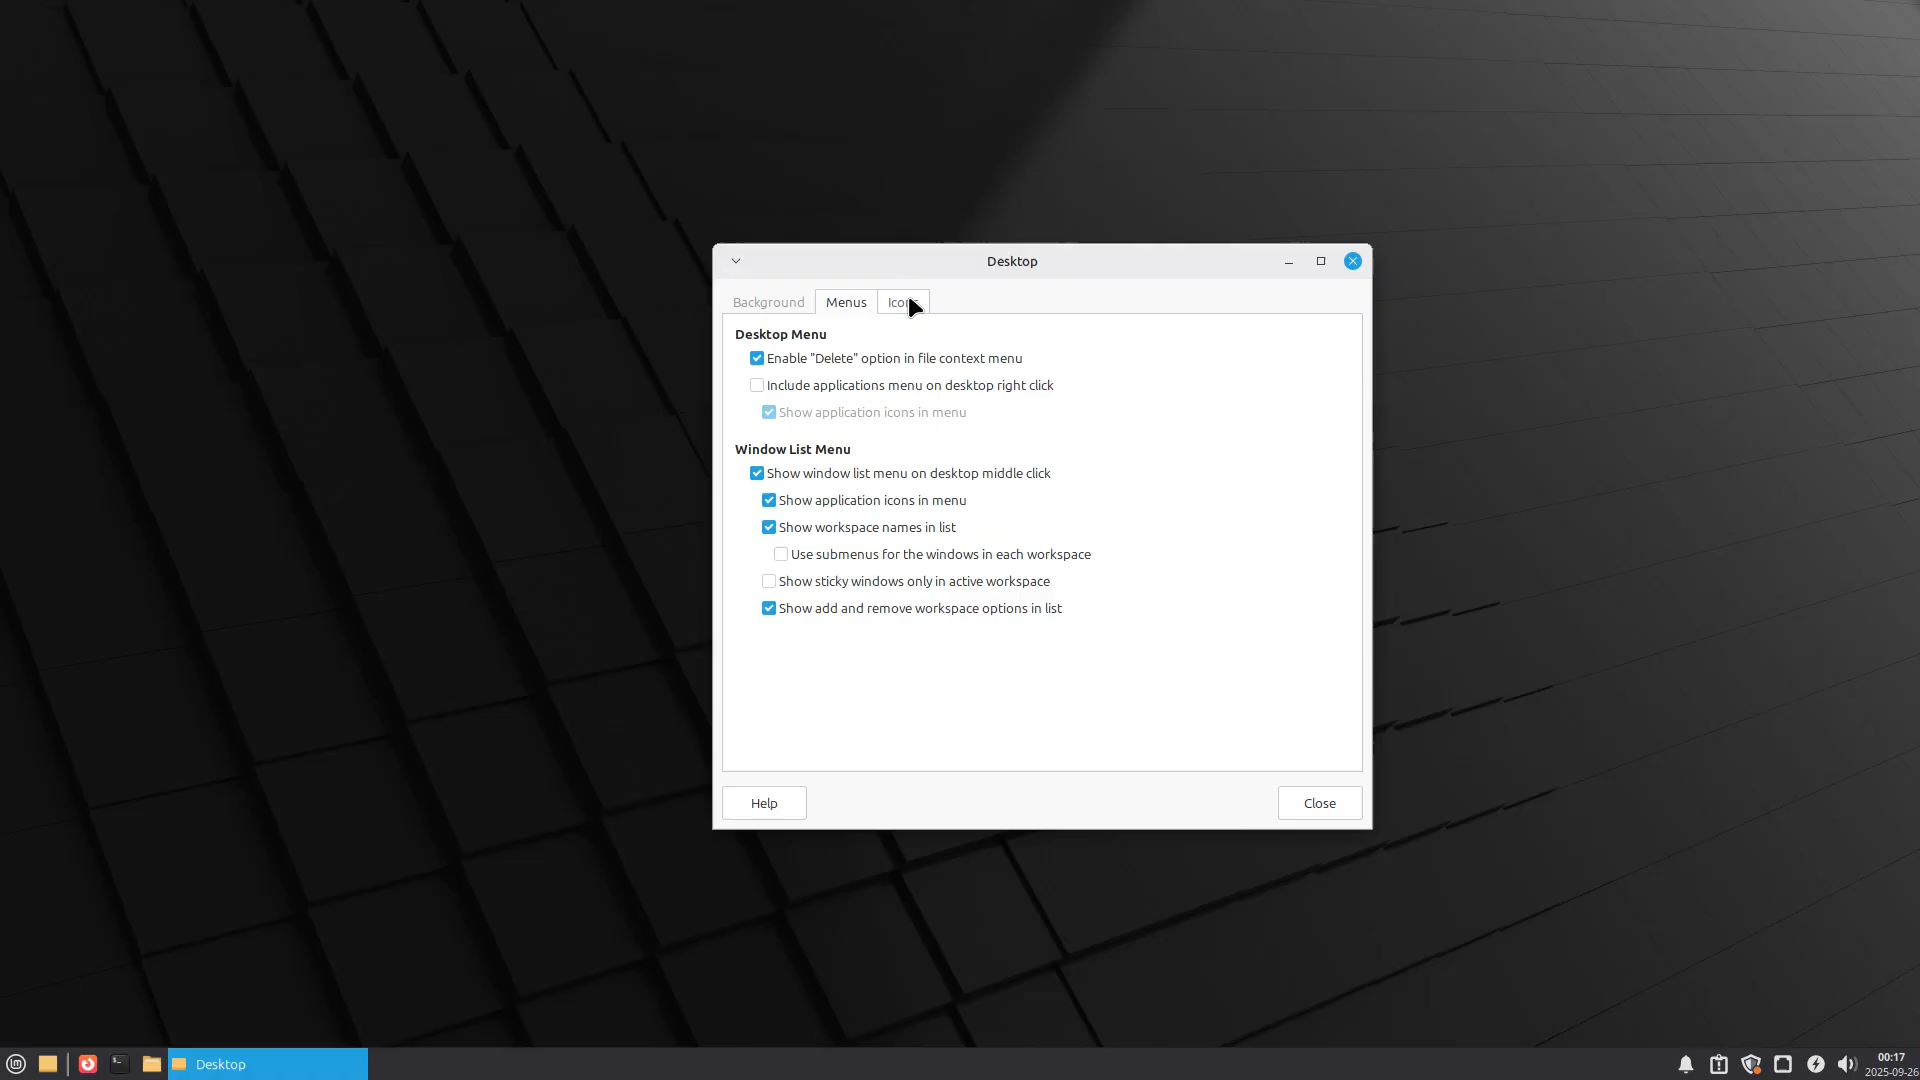 Desktop
Background
Menus
Icons
Desktop Menu
Enable "Delete" option in file context menu
Include applications menu on desktop right click
Show application icons in menu
Window List Menu
Show window list menu on desktop middle click
Show application icons in menu
Show workspace names in list
Use submenus for the windows in each workspace
Show sticky windows only in active workspace
Show add and remove workspace options in list
Help
Close
Desktop
00:17
2025-09-26